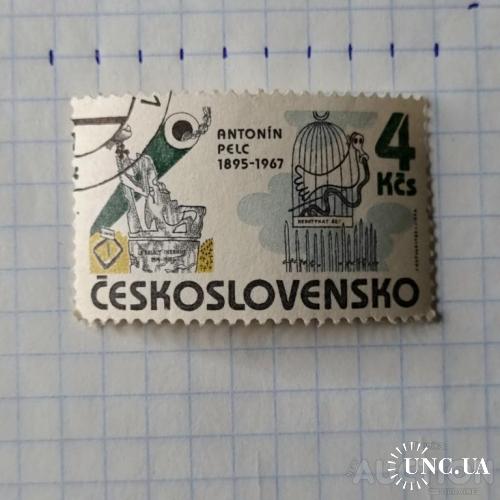 ANTONÍN
PELC
1895-1967
4
Kčs
ČESKOSLOVENSKO
UNC.UA